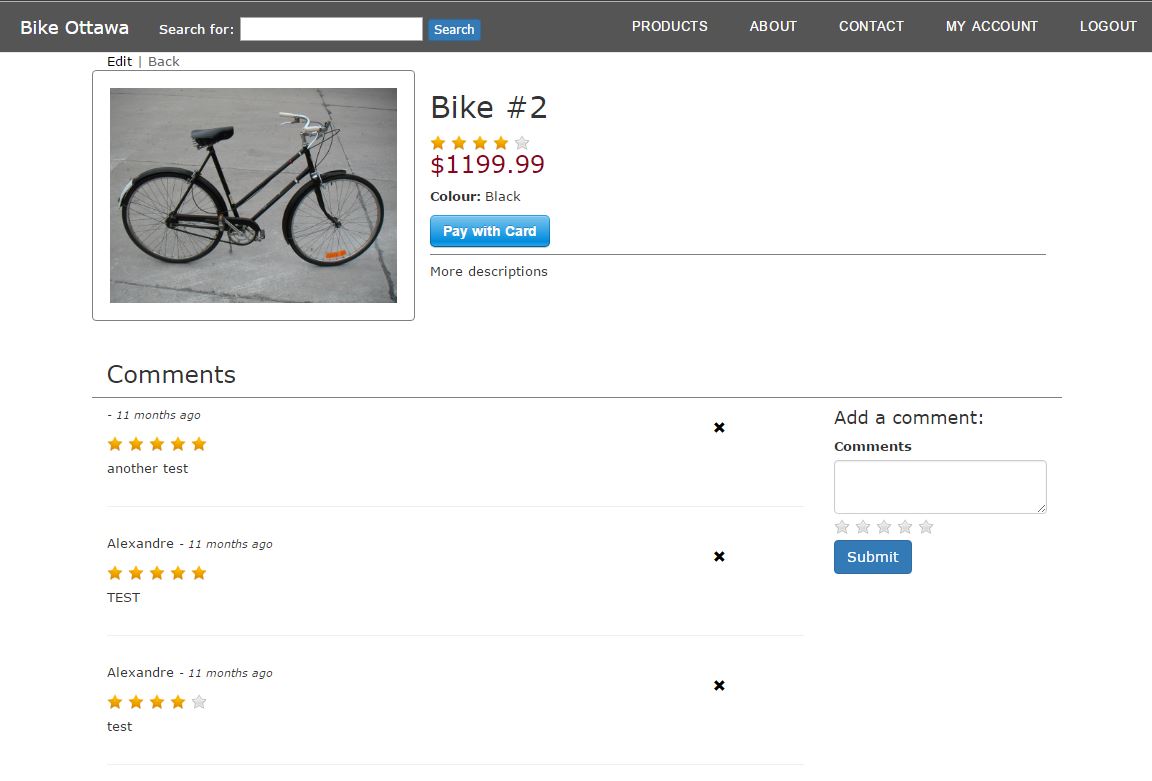 Bike Ottawa Search for: Search PRODUCTS ABOUT CONTACT MY ACCOUNT LOGOUT
Edit | Back
Bike #2
$1199.99
Colour: Black
Pay with Card
More descriptions
Comments
- 11 months ago
another test
Alexandre - 11 months ago
TEST
Alexandre - 11 months ago
test
Add a comment:
Comments
Submit